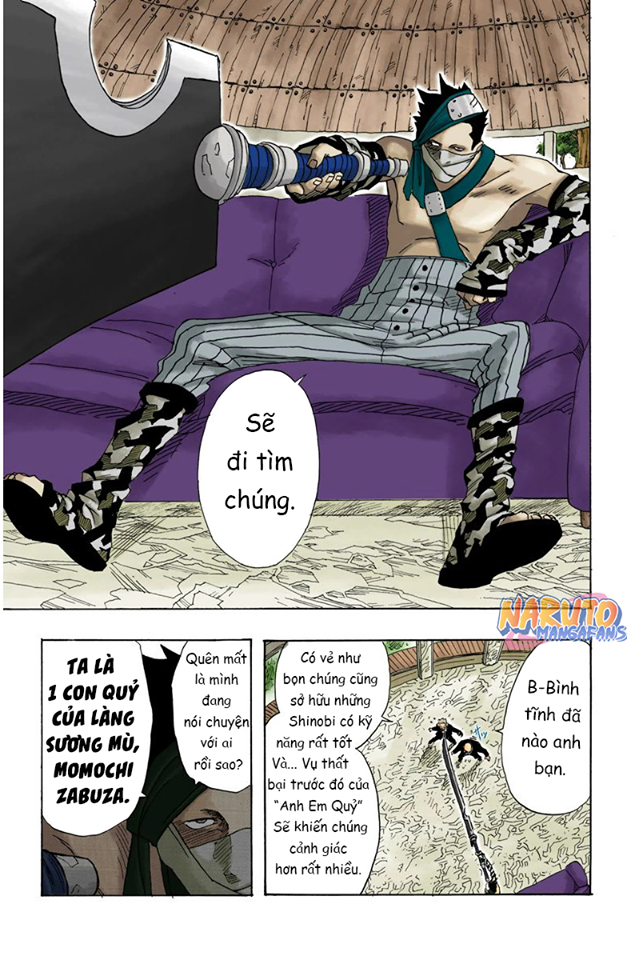 Sẽ
đi tìm
chúng.
NARUTO
MANGAFANS
B-Bình
tĩnh đã
nào anh
bạn.
Có vẻ như
bọn chúng cũng
sở hữu những
Shinobi có kỹ
năng rất tốt
Và... Vụ thất
bại trước đó của
“Anh Em Quỷ”
Sẽ khiến chúng
cảnh giác
hơn rất nhiều.
Quên mất
là mình
đang
nói chuyện
với ai
rồi sao?
TA LÀ
1 CON QUỶ
CỦA LÀNG
SƯƠNG MÙ,
MOMOCHI
ZABUZA.